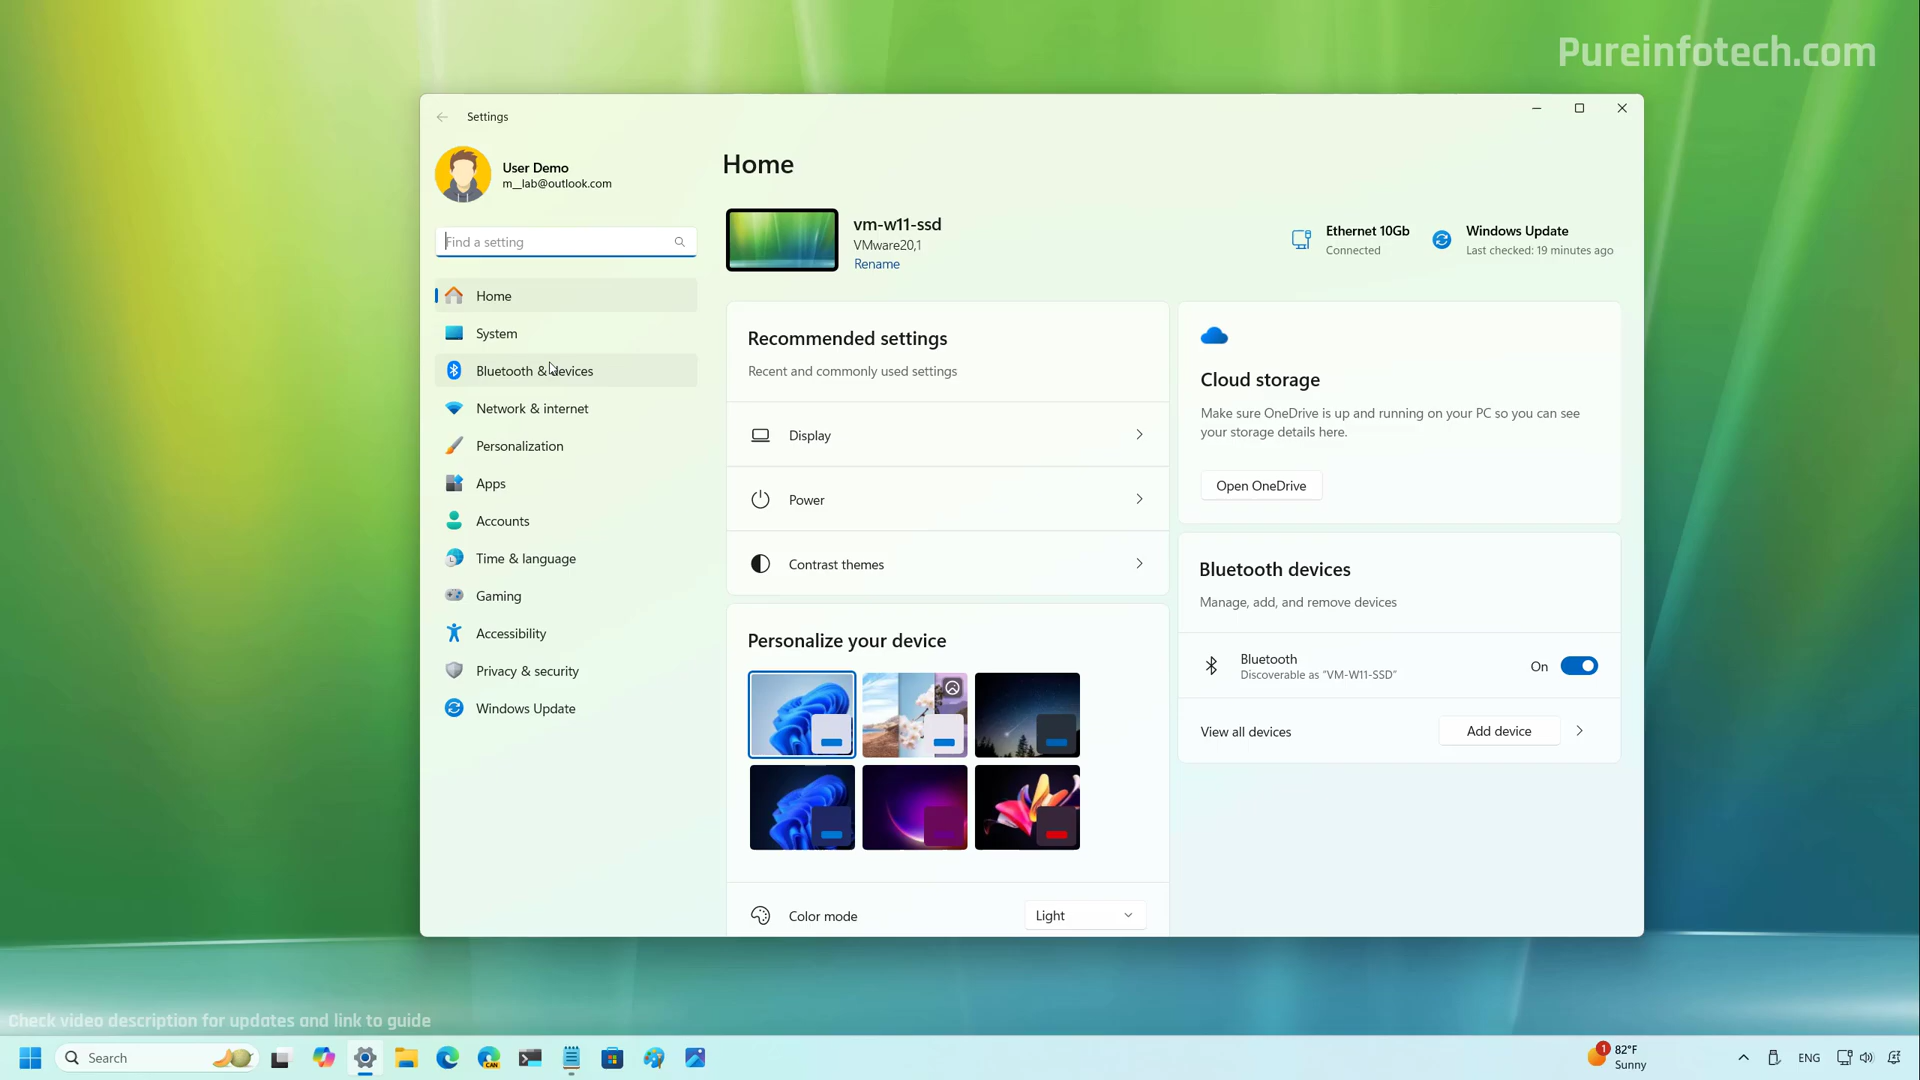 Pureinfotech.com
Settings
User Demo
m__lab@outlook.com
Find a setting
Home
System
Bluetooth & devices
Network & internet
Personalization
Apps
Accounts
Time & language
Gaming
Accessibility
Privacy & security
Windows Update
Home
vm-w11-ssd
VMware20,1
Rename
Ethernet 10Gb
Connected
Windows Update
Last checked: 19 minutes ago
Recommended settings
Recent and commonly used settings
Display
Power
Contrast themes
Personalize your device
Color mode
Light
Cloud storage
Make sure OneDrive is up and running on your PC so you can see
your storage details here.
Open OneDrive
Bluetooth devices
Manage, add, and remove devices
Bluetooth
Discoverable as “VM-W11-SSD”
On
View all devices
Add device
Check video description for updates and link to guide
Search
CAN
1
82°F
Sunny
ENG